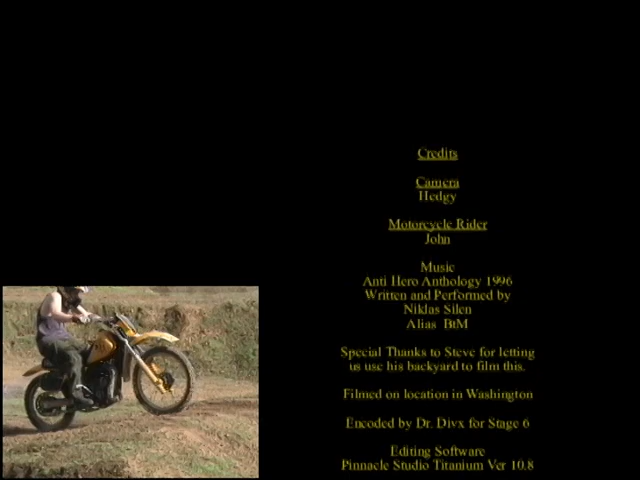 Credits
Camera
Hedgy
Motorcycle Rider
John
Music
Anti Hero Anthology 1996
Written and Performed by
Niklas Silen
Alias BtM
Special Thanks to Steve for letting
us use his backyard to film this.
Filmed on location in Washington
Encoded by Dr. Divx for Stage 6
Editing Software
Pinnacle Studio Titanium Ver 10.8